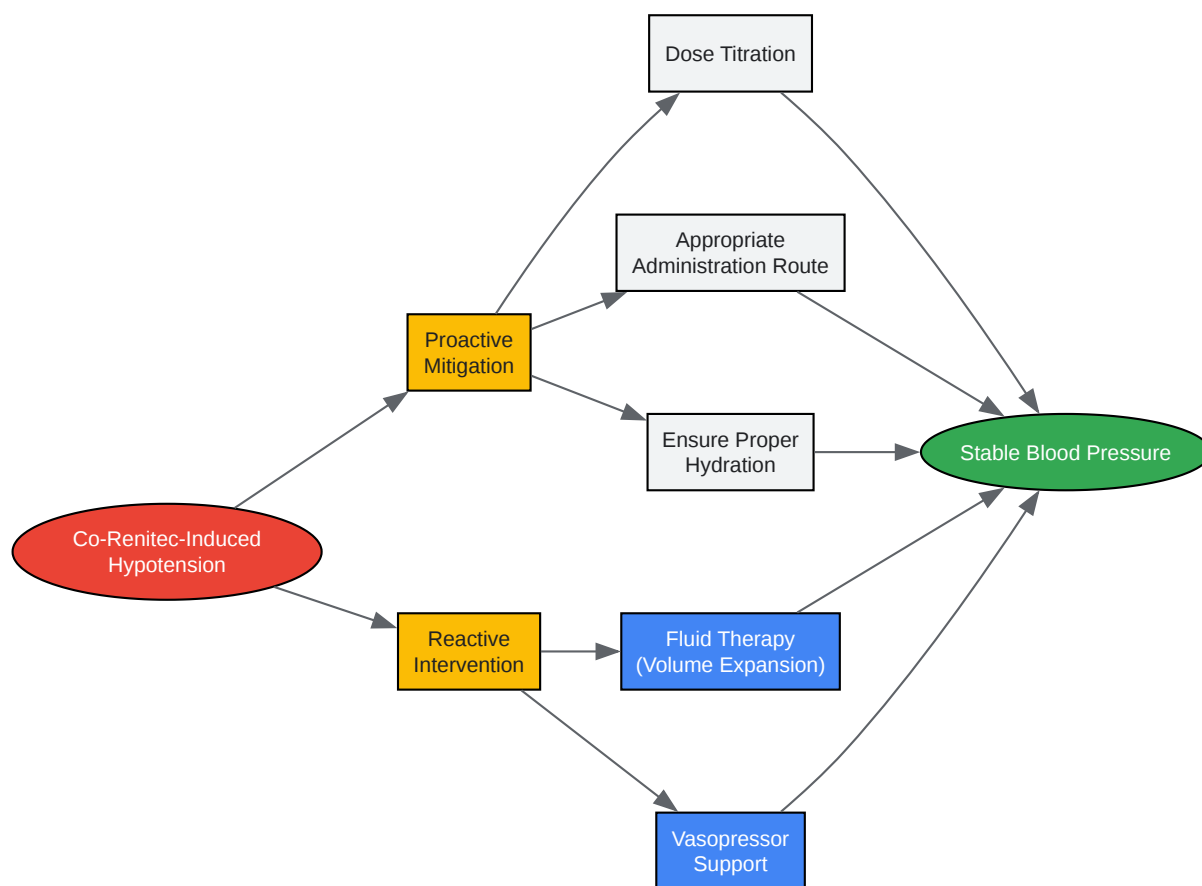 Dose Titration
Appropriate
Administration Route
Proactive
Mitigation
Ensure Proper
Hydration
Stable Blood Pressure
Co-Renitec-Induced
Hypotension
Reactive
Intervention
Fluid Therapy
(Volume Expansion)
Vasopressor
Support